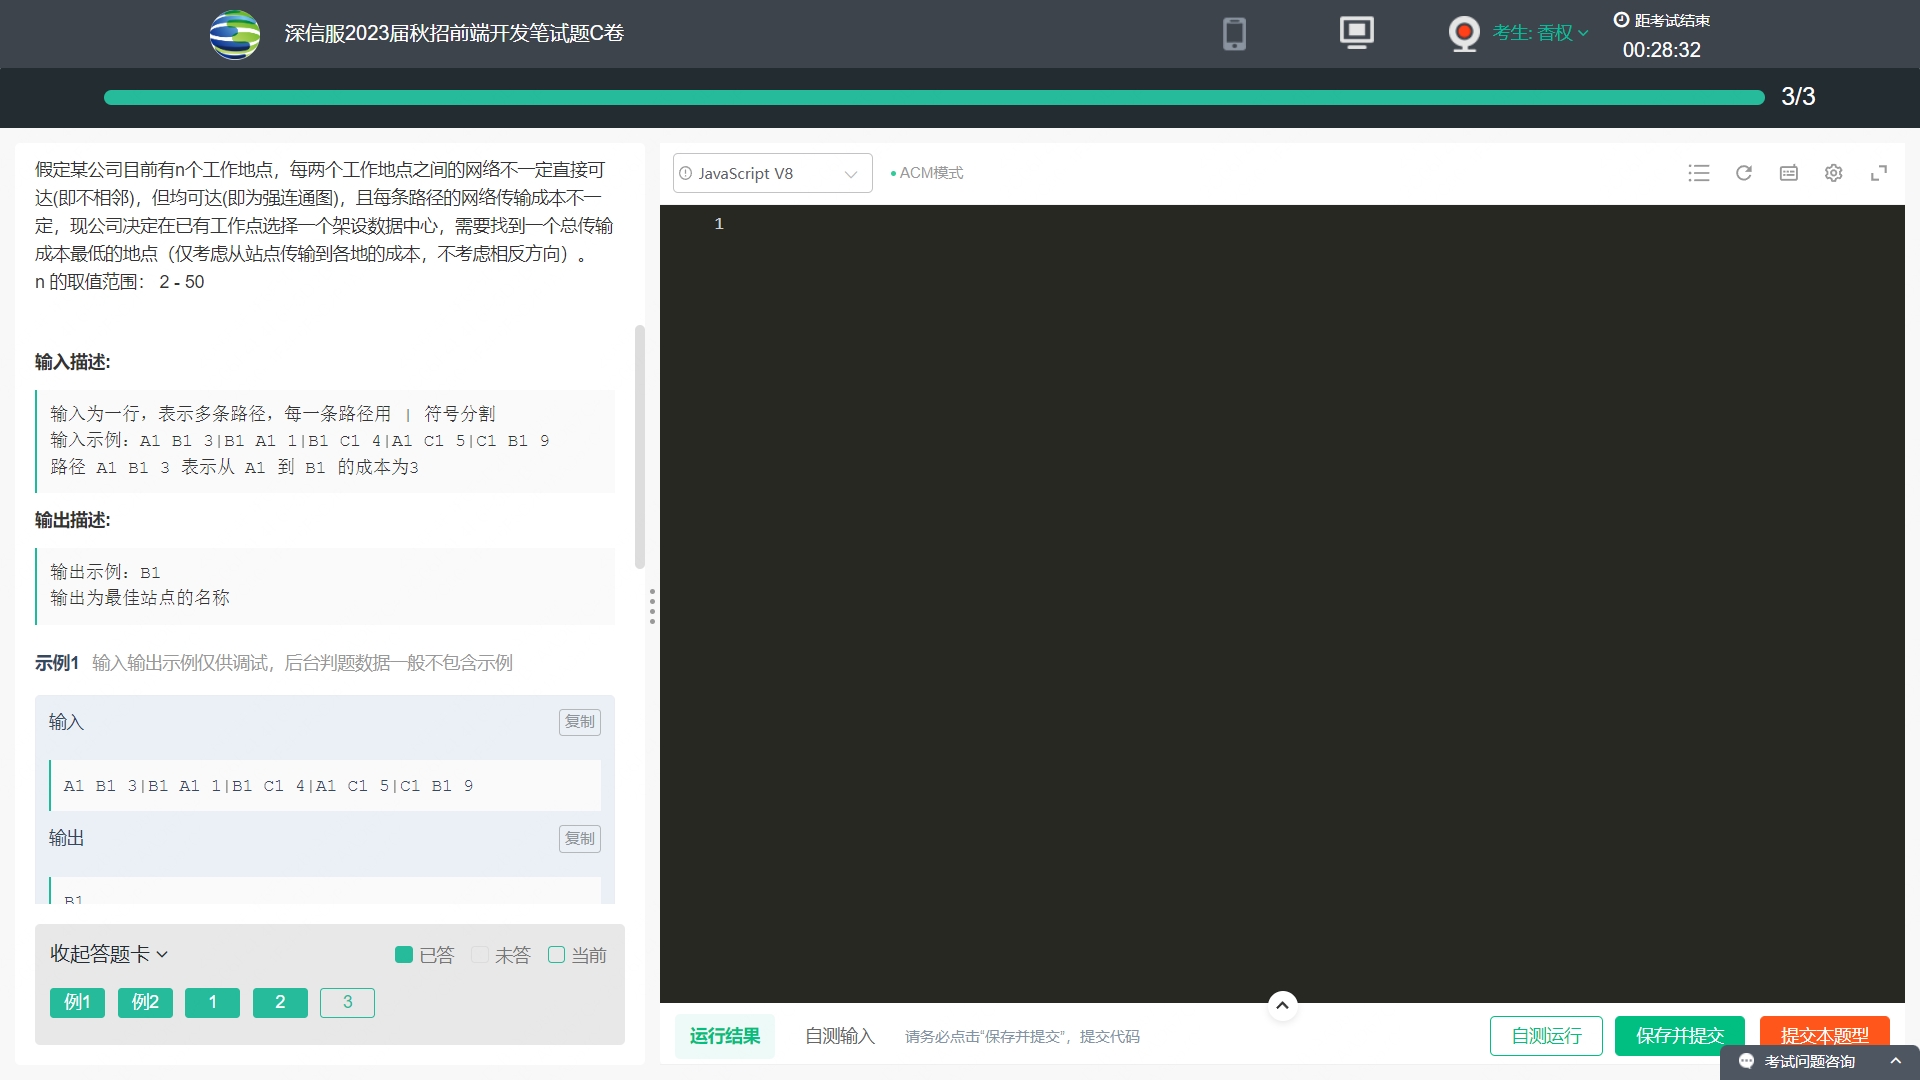 深信服2023届秋招前端开发笔试题C卷
考生: 香权
距考试结束
00:28:32
3/3
假定某公司目前有n个工作地点，每两个工作地点之间的网络不一定直接可
达(即不相邻)，但均可达(即为强连通图)，且每条路径的网络传输成本不一
定，现公司决定在已有工作点选择一个架设数据中心，需要找到一个总传输
成本最低的地点（仅考虑从站点传输到各地的成本，不考虑相反方向）。
n 的取值范围： 2 - 50
输入描述:
输入为一行，表示多条路径，每一条路径用 | 符号分割
输入示例：A1 B1 3|B1 A1 1|B1 C1 4|A1 C1 5|C1 B1 9
路径 A1 B1 3 表示从 A1 到 B1 的成本为3
输出描述:
输出示例：B1
输出为最佳站点的名称
示例1 输入输出示例仅供调试，后台判题数据一般不包含示例
输入
复制
A1 B1 3|B1 A1 1|B1 C1 4|A1 C1 5|C1 B1 9
输出
复制
B1
收起答题卡
已答 未答 当前
例1 例2 1 2 3
JavaScript V8
ACM模式
1
运行结果 自测输入 请务必点击“保存并提交”，提交代码
自测运行 保存并提交 提交本题型
考试问题咨询